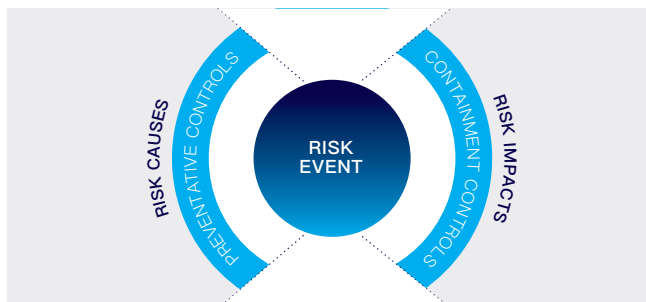 RISK CAUSES
PREVENTATIVE CONTROLS
RISK
EVENT
CONTAINMENT CONTROLS
RISK IMPACTS